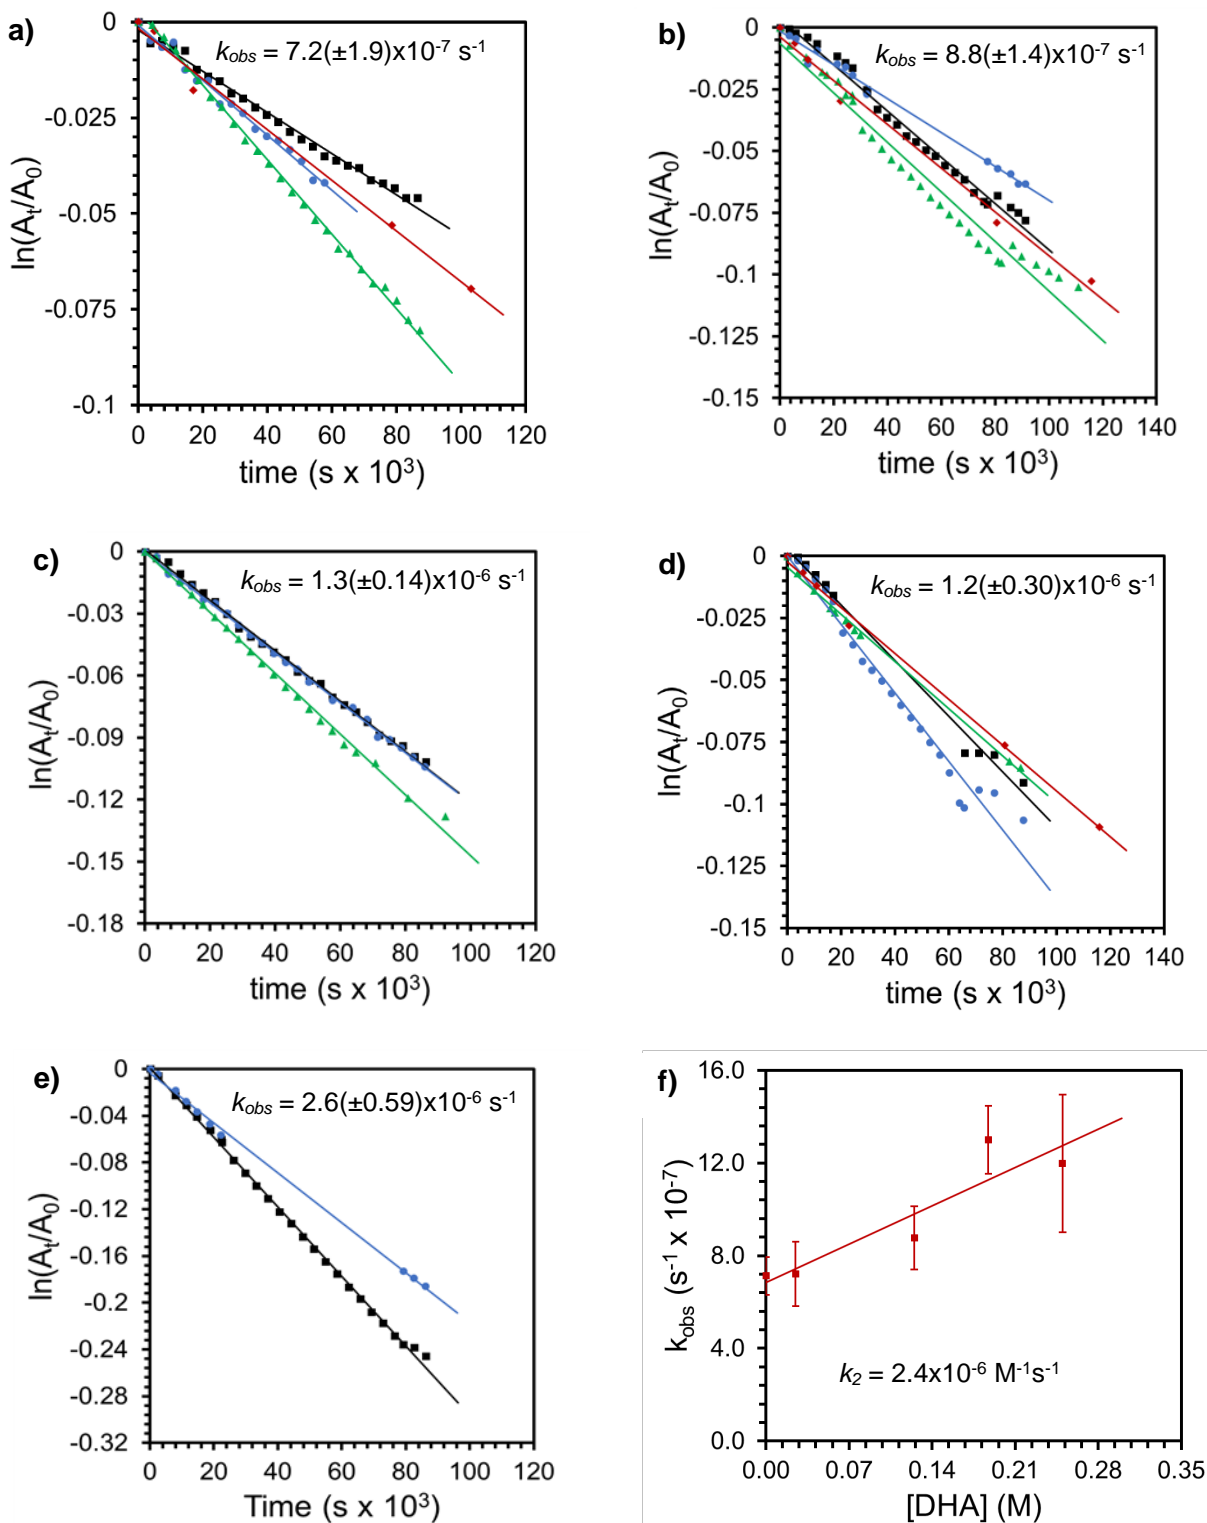 a)
k_obs = 7.2(±1.9)x10⁻⁷ s⁻¹
0
-0.025
-0.05
-0.075
-0.1
ln(Aₜ/A₀)
0 20 40 60 80 100 120
time (s x 10³)
b)
k_obs = 8.8(±1.4)x10⁻⁷ s⁻¹
0
-0.025
-0.05
-0.075
-0.1
-0.125
-0.15
ln(Aₜ/A₀)
0 20 40 60 80 100 120 140
time (s x 10³)
c)
k_obs = 1.3(±0.14)x10⁻⁶ s⁻¹
0
-0.03
-0.06
-0.09
-0.12
-0.15
-0.18
ln(Aₜ/A₀)
0 20 40 60 80 100 120
time (s x 10³)
d)
k_obs = 1.2(±0.30)x10⁻⁶ s⁻¹
0
-0.025
-0.05
-0.075
-0.1
-0.125
-0.15
ln(Aₜ/A₀)
0 20 40 60 80 100 120 140
time (s x 10³)
e)
k_obs = 2.6(±0.59)x10⁻⁶ s⁻¹
0
-0.04
-0.08
-0.12
-0.16
-0.2
-0.24
-0.28
-0.32
ln(Aₜ/A₀)
0 20 40 60 80 100 120
Time (s x 10³)
f)
16.0
12.0
8.0
4.0
0.0
k_obs (s⁻¹ x 10⁻⁷)
k₂ = 2.4x10⁻⁶ M⁻¹s⁻¹
0.00 0.07 0.14 0.21 0.28 0.35
[DHA] (M)